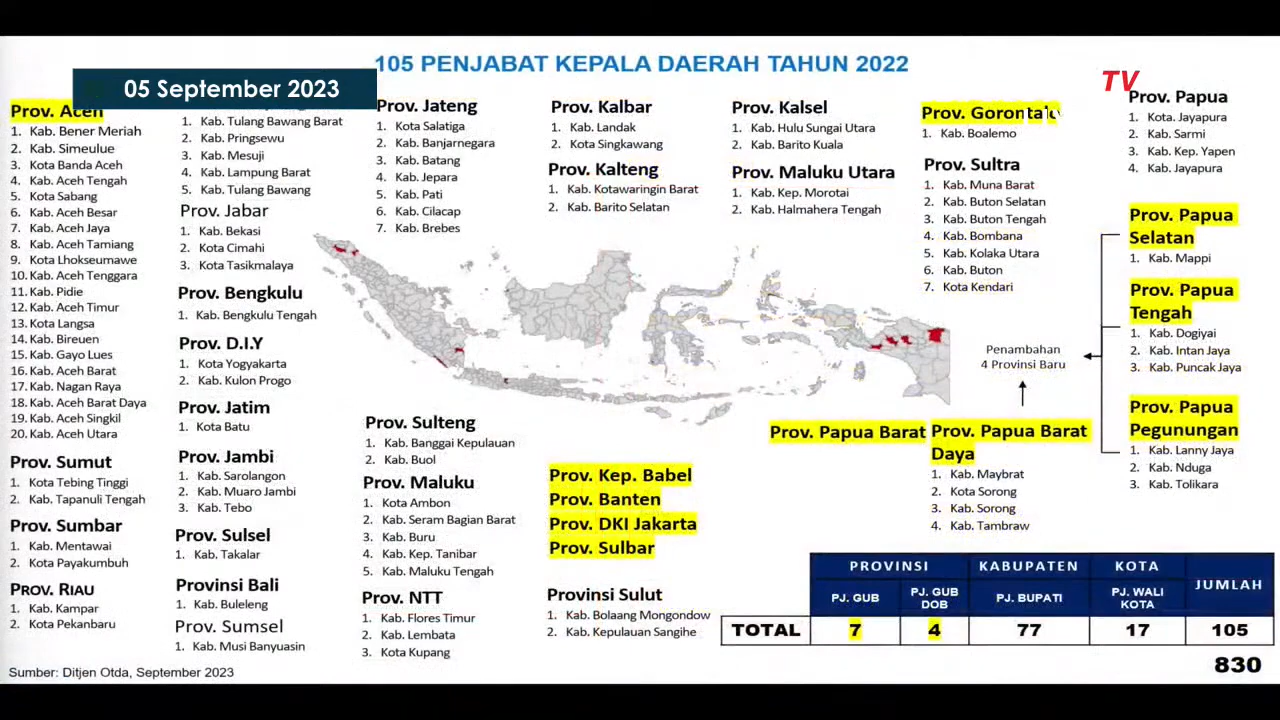 105 PENJABAT KEPALA DAERAH TAHUN 2022
05 September 2023
TV
Prov. Aceh
1. Kab. Bener Meriah
2. Kab. Simeulue
3. Kota Banda Aceh
4. Kab. Aceh Tengah
5. Kota Sabang
6. Kab. Aceh Besar
7. Kab. Aceh Jaya
8. Kab. Aceh Tamiang
9. Kota Lhokseumawe
10. Kab. Aceh Tenggara
11. Kab. Pidie
12. Kab. Aceh Timur
13. Kota Langsa
14. Kab. Bireuen
15. Kab. Gayo Lues
16. Kab. Aceh Barat
17. Kab. Nagan Raya
18. Kab. Aceh Barat Daya
19. Kab. Aceh Singkil
20. Kab. Aceh Utara
Prov. Sumut
1. Kota Tebing Tinggi
2. Kab. Tapanuli Tengah
Prov. Sumbar
1. Kab. Mentawai
2. Kota Payakumbuh
PROV. RIAU
1. Kab. Kampar
2. Kota Pekanbaru
1. Kab. Tulang Bawang Barat
2. Kab. Pringsewu
3. Kab. Mesuji
4. Kab. Lampung Barat
5. Kab. Tulang Bawang
Prov. Jabar
1. Kab. Bekasi
2. Kota Cimahi
3. Kota Tasikmalaya
Prov. Bengkulu
1. Kab. Bengkulu Tengah
Prov. D.I.Y
1. Kota Yogyakarta
2. Kab. Kulon Progo
Prov. Jatim
1. Kota Batu
Prov. Jambi
1. Kab. Sarolangon
2. Kab. Muaro Jambi
3. Kab. Tebo
Prov. Sulsel
1. Kab. Takalar
Provinsi Bali
1. Kab. Buleleng
Prov. Sumsel
1. Kab. Musi Banyuasin
Prov. Jateng
1. Kota Salatiga
2. Kab. Banjarnegara
3. Kab. Batang
4. Kab. Jepara
5. Kab. Pati
6. Kab. Cilacap
7. Kab. Brebes
Prov. Sulteng
1. Kab. Banggai Kepulauan
2. Kab. Buol
Prov. Maluku
1. Kota Ambon
2. Kab. Seram Bagian Barat
3. Kab. Buru
4. Kab. Kep. Tanibar
5. Kab. Maluku Tengah
Prov. NTT
1. Kab. Flores Timur
2. Kab. Lembata
3. Kota Kupang
Prov. Kalbar
1. Kab. Landak
2. Kota Singkawang
Prov. Kalteng
1. Kab. Kotawaringin Barat
2. Kab. Barito Selatan
Prov. Kep. Babel
Prov. Banten
Prov. DKI Jakarta
Prov. Sulbar
Provinsi Sulut
1. Kab. Bolaang Mongondow
2. Kab. Kepulauan Sangihe
Prov. Kalsel
1. Kab. Hulu Sungai Utara
2. Kab. Barito Kuala
Prov. Maluku Utara
1. Kab. Kep. Morotai
2. Kab. Halmahera Tengah
Prov. Gorontalo
1. Kab. Boalemo
Prov. Sultra
1. Kab. Muna Barat
2. Kab. Buton Selatan
3. Kab. Buton Tengah
4. Kab. Bombana
5. Kab. Kolaka Utara
6. Kab. Buton
7. Kota Kendari
Penambahan
4 Provinsi Baru
Prov. Papua Barat
Prov. Papua Barat
Daya
1. Kab. Maybrat
2. Kota Sorong
3. Kab. Sorong
4. Kab. Tambraw
Prov. Papua
1. Kota. Jayapura
2. Kab. Sarmi
3. Kab. Kep. Yapen
4. Kab. Jayapura
Prov. Papua
Selatan
1. Kab. Mappi
Prov. Papua
Tengah
1. Kab. Dogiyai
2. Kab. Intan Jaya
3. Kab. Puncak Jaya
Prov. Papua
Pegunungan
1. Kab. Lanny Jaya
2. Kab. Nduga
3. Kab. Tolikara
PROVINSI KABUPATEN KOTA JUMLAH
PJ. GUB PJ. GUB DOB PJ. BUPATI PJ. WALI KOTA
TOTAL 7 4 77 17 105
830
Sumber: Ditjen Otda, September 2023